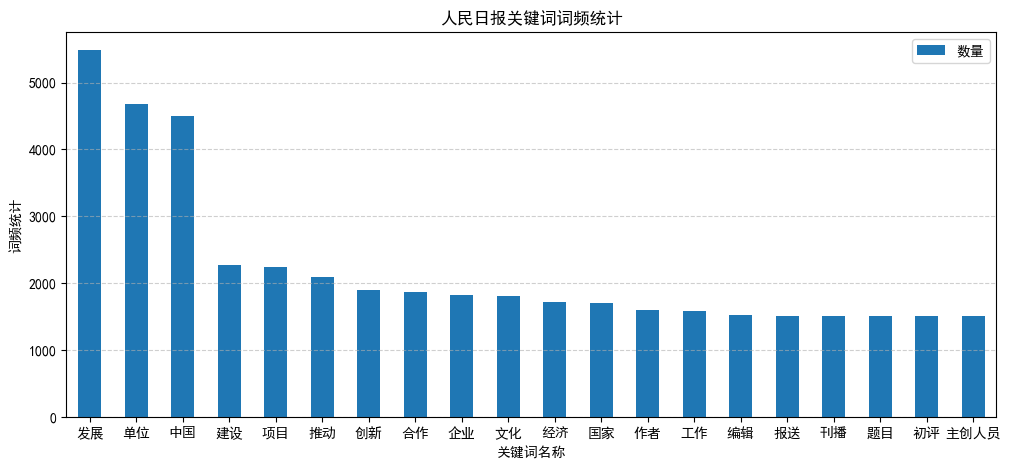 人民日报关键词词频统计
数量
词频统计
5000
4000
3000
2000
1000
0
发展 单位 中国 建设 项目 推动 创新 合作 企业 文化 经济 国家 作者 工作 编辑 报送 刊播 题目 初评 主创人员
关键词名称